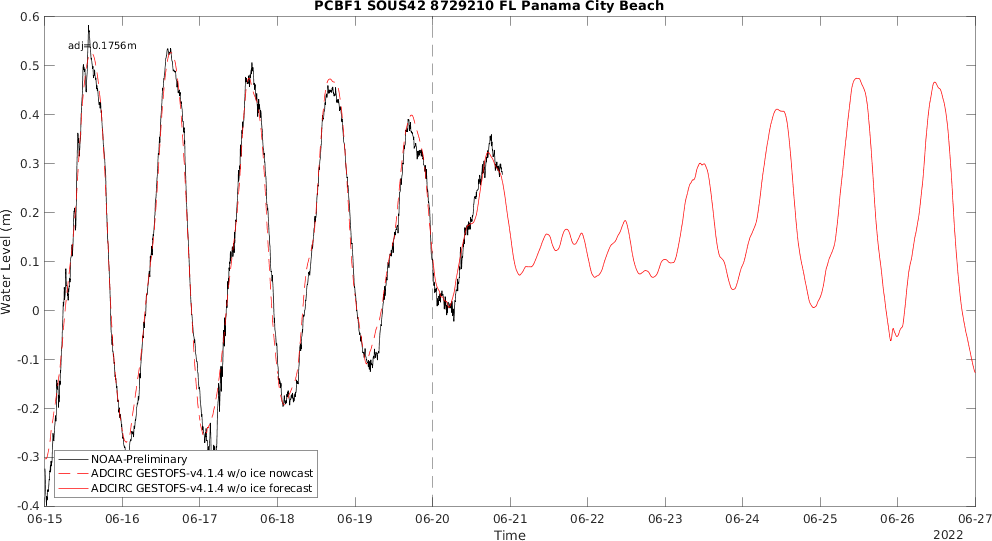 PCBF1 SOUS42 8729210 FL Panama City Beach
adj=0.1756m
Water Level (m)
0.6
0.5
0.4
0.3
0.2
0.1
0
-0.1
-0.2
-0.3
-0.4
NOAA-Preliminary
ADCIRC GESTOFS-v4.1.4 w/o ice nowcast
ADCIRC GESTOFS-v4.1.4 w/o ice forecast
06-15 06-16 06-17 06-18 06-19 06-20 06-21 06-22 06-23 06-24 06-25 06-26 06-27
Time
2022